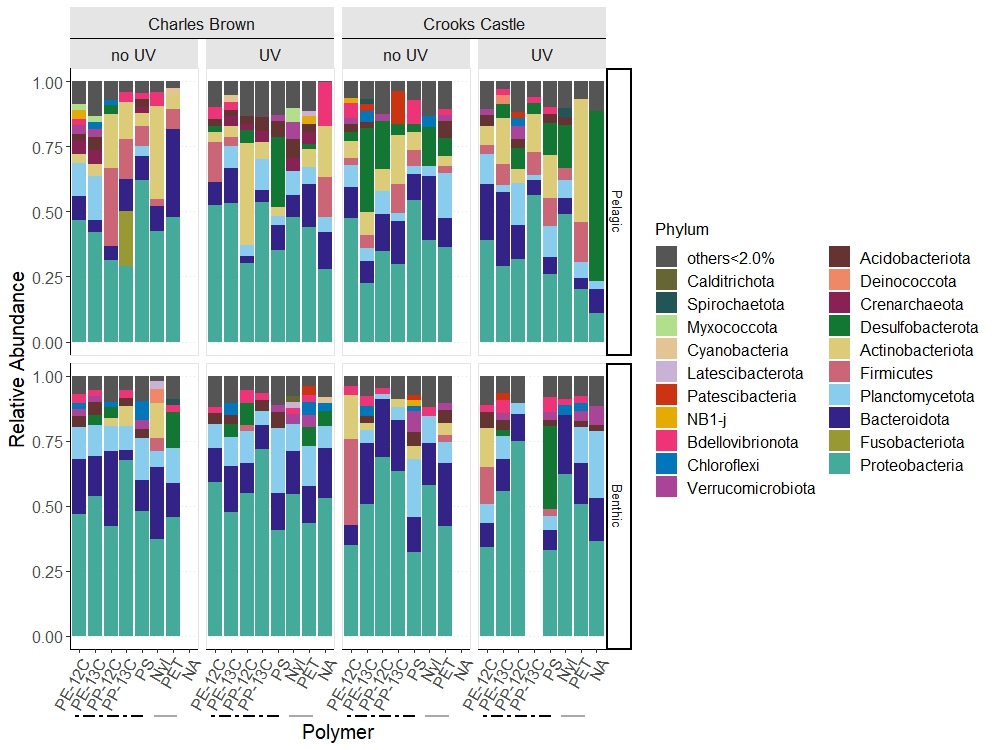 Charles Brown Crooks Castle
no UV UV no UV UV
Relative Abundance
1.00
0.75
0.50
0.25
0.00
Pelagic
1.00
0.75
0.50
0.25
0.00
Benthic
PE-12C PE-13C PP-12C PP-13C PS Nyl PET NA PE-12C PE-13C PP-12C PP-13C PS Nyl PET NA PE-12C PE-13C PP-12C PP-13C PS Nyl PET NA PE-12C PE-13C PP-12C PP-13C PS Nyl PET NA
Polymer
Phylum
others<2.0%
Calditrichota
Spirochaetota
Myxococcota
Cyanobacteria
Latescibacterota
Patescibacteria
NB1-j
Bdellovibrionota
Chloroflexi
Verrucomicrobiota
Acidobacteriota
Deinococcota
Crenarchaeota
Desulfobacterota
Actinobacteriota
Firmicutes
Planctomycetota
Bacteroidota
Fusobacteriota
Proteobacteria